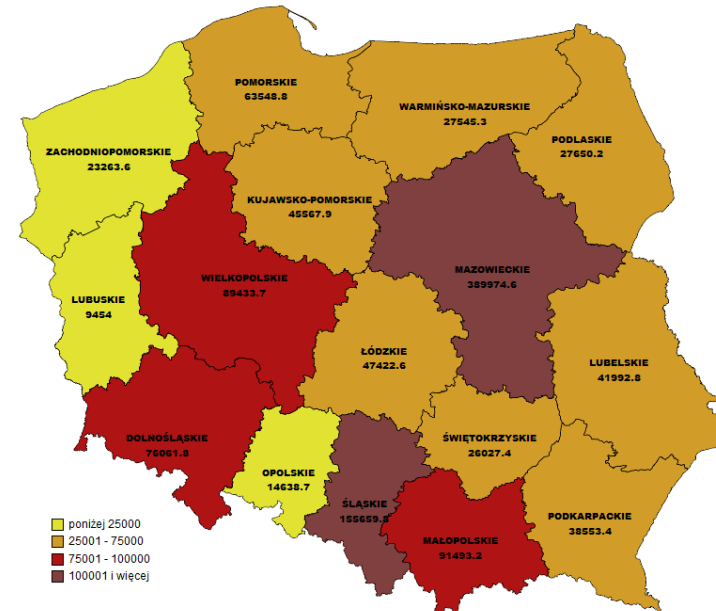 POMORSKIE
63548.8
WARMIŃSKO-MAZURSKIE
27545.3
PODLASKIE
27650.2
ZACHODNIOPOMORSKIE
23263.6
KUJAWSKO-POMORSKIE
45567.9
MAZOWIECKIE
389974.6
WIELKOPOLSKIE
89433.7
LUBUSKIE
9454
ŁÓDZKIE
47422.6
LUBELSKIE
41992.8
DOLNOŚLĄSKIE
76061.8
ŚWIĘTOKRZYSKIE
26027.4
OPOLSKIE
14638.7
ŚLĄSKIE
155659.8
PODKARPACKIE
38553.4
MAŁOPOLSKIE
91493.2
poniżej 25000
25001 - 75000
75001 - 100000
100001 i więcej